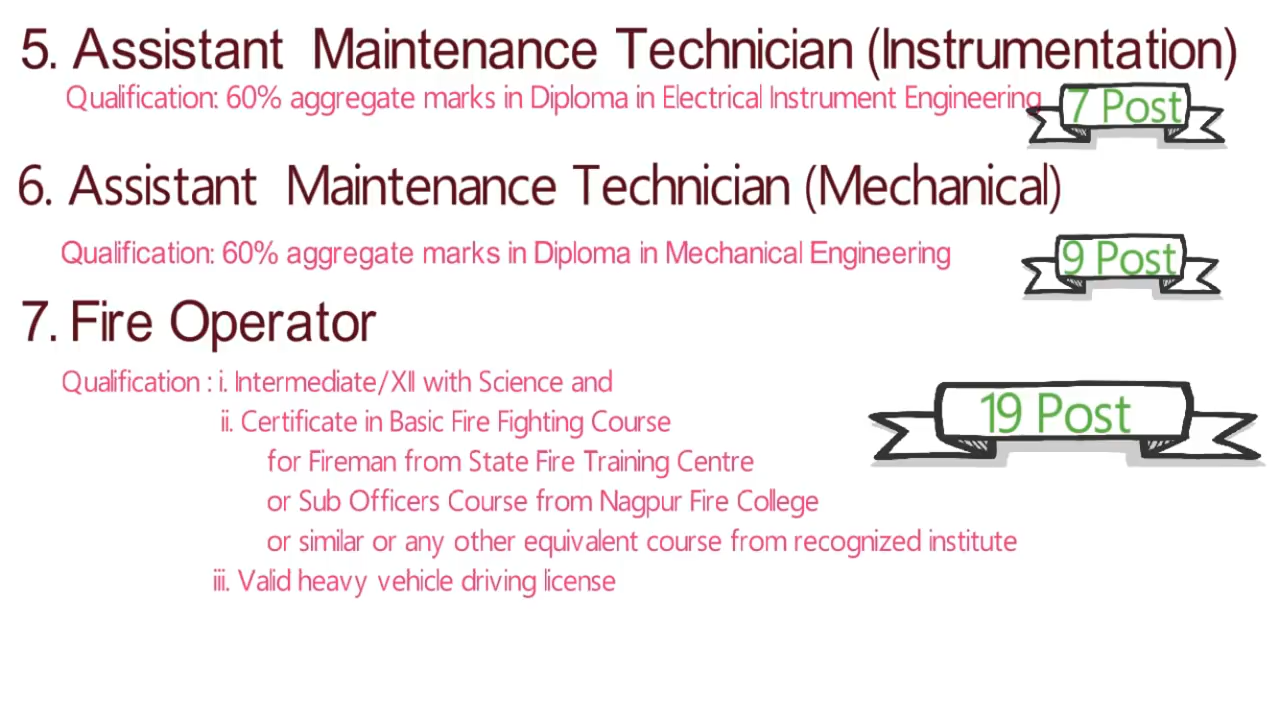 5. Assistant Maintenance Technician (Instrumentation)
Qualification: 60% aggregate marks in Diploma in Electrical Instrument Engineering
7 Post
6. Assistant Maintenance Technician (Mechanical)
Qualification: 60% aggregate marks in Diploma in Mechanical Engineering
9 Post
7. Fire Operator
Qualification : i. Intermediate/XII with Science and
19 Post
ii. Certificate in Basic Fire Fighting Course
for Fireman from State Fire Training Centre
or Sub Officers Course from Nagpur Fire College
or similar or any other equivalent course from recognized institute
iii. Valid heavy vehicle driving license